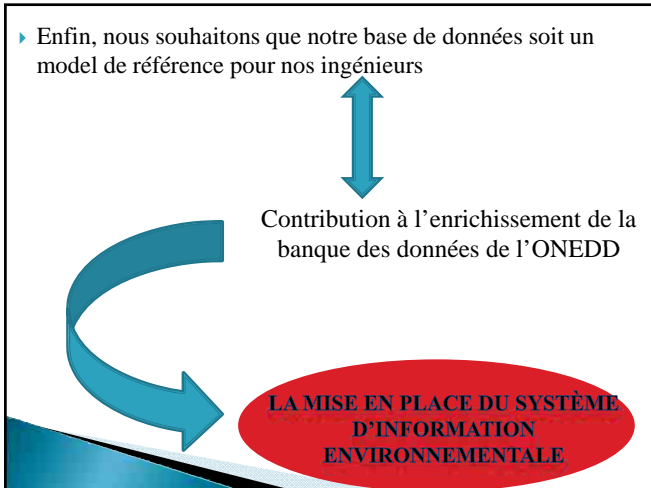 Enfin, nous souhaitons que notre base de données soit un
model de référence pour nos ingénieurs
Contribution à l'enrichissement de la
banque des données de l'ONEDD
LA MISE EN PLACE DU SYSTÈME
D'INFORMATION
ENVIRONNEMENTALE